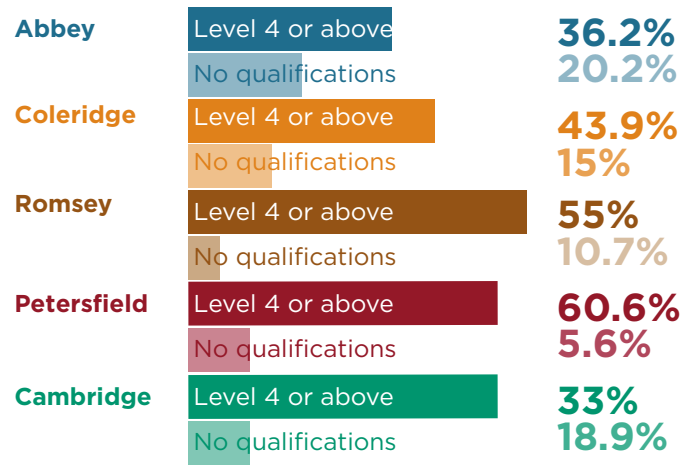 Abbey Level 4 or above 36.2%
No qualifications 20.2%
Coleridge Level 4 or above 43.9%
No qualifications 15%
Romsey Level 4 or above 55%
No qualifications 10.7%
Petersfield Level 4 or above 60.6%
No qualifications 5.6%
Cambridge Level 4 or above 33%
No qualifications 18.9%